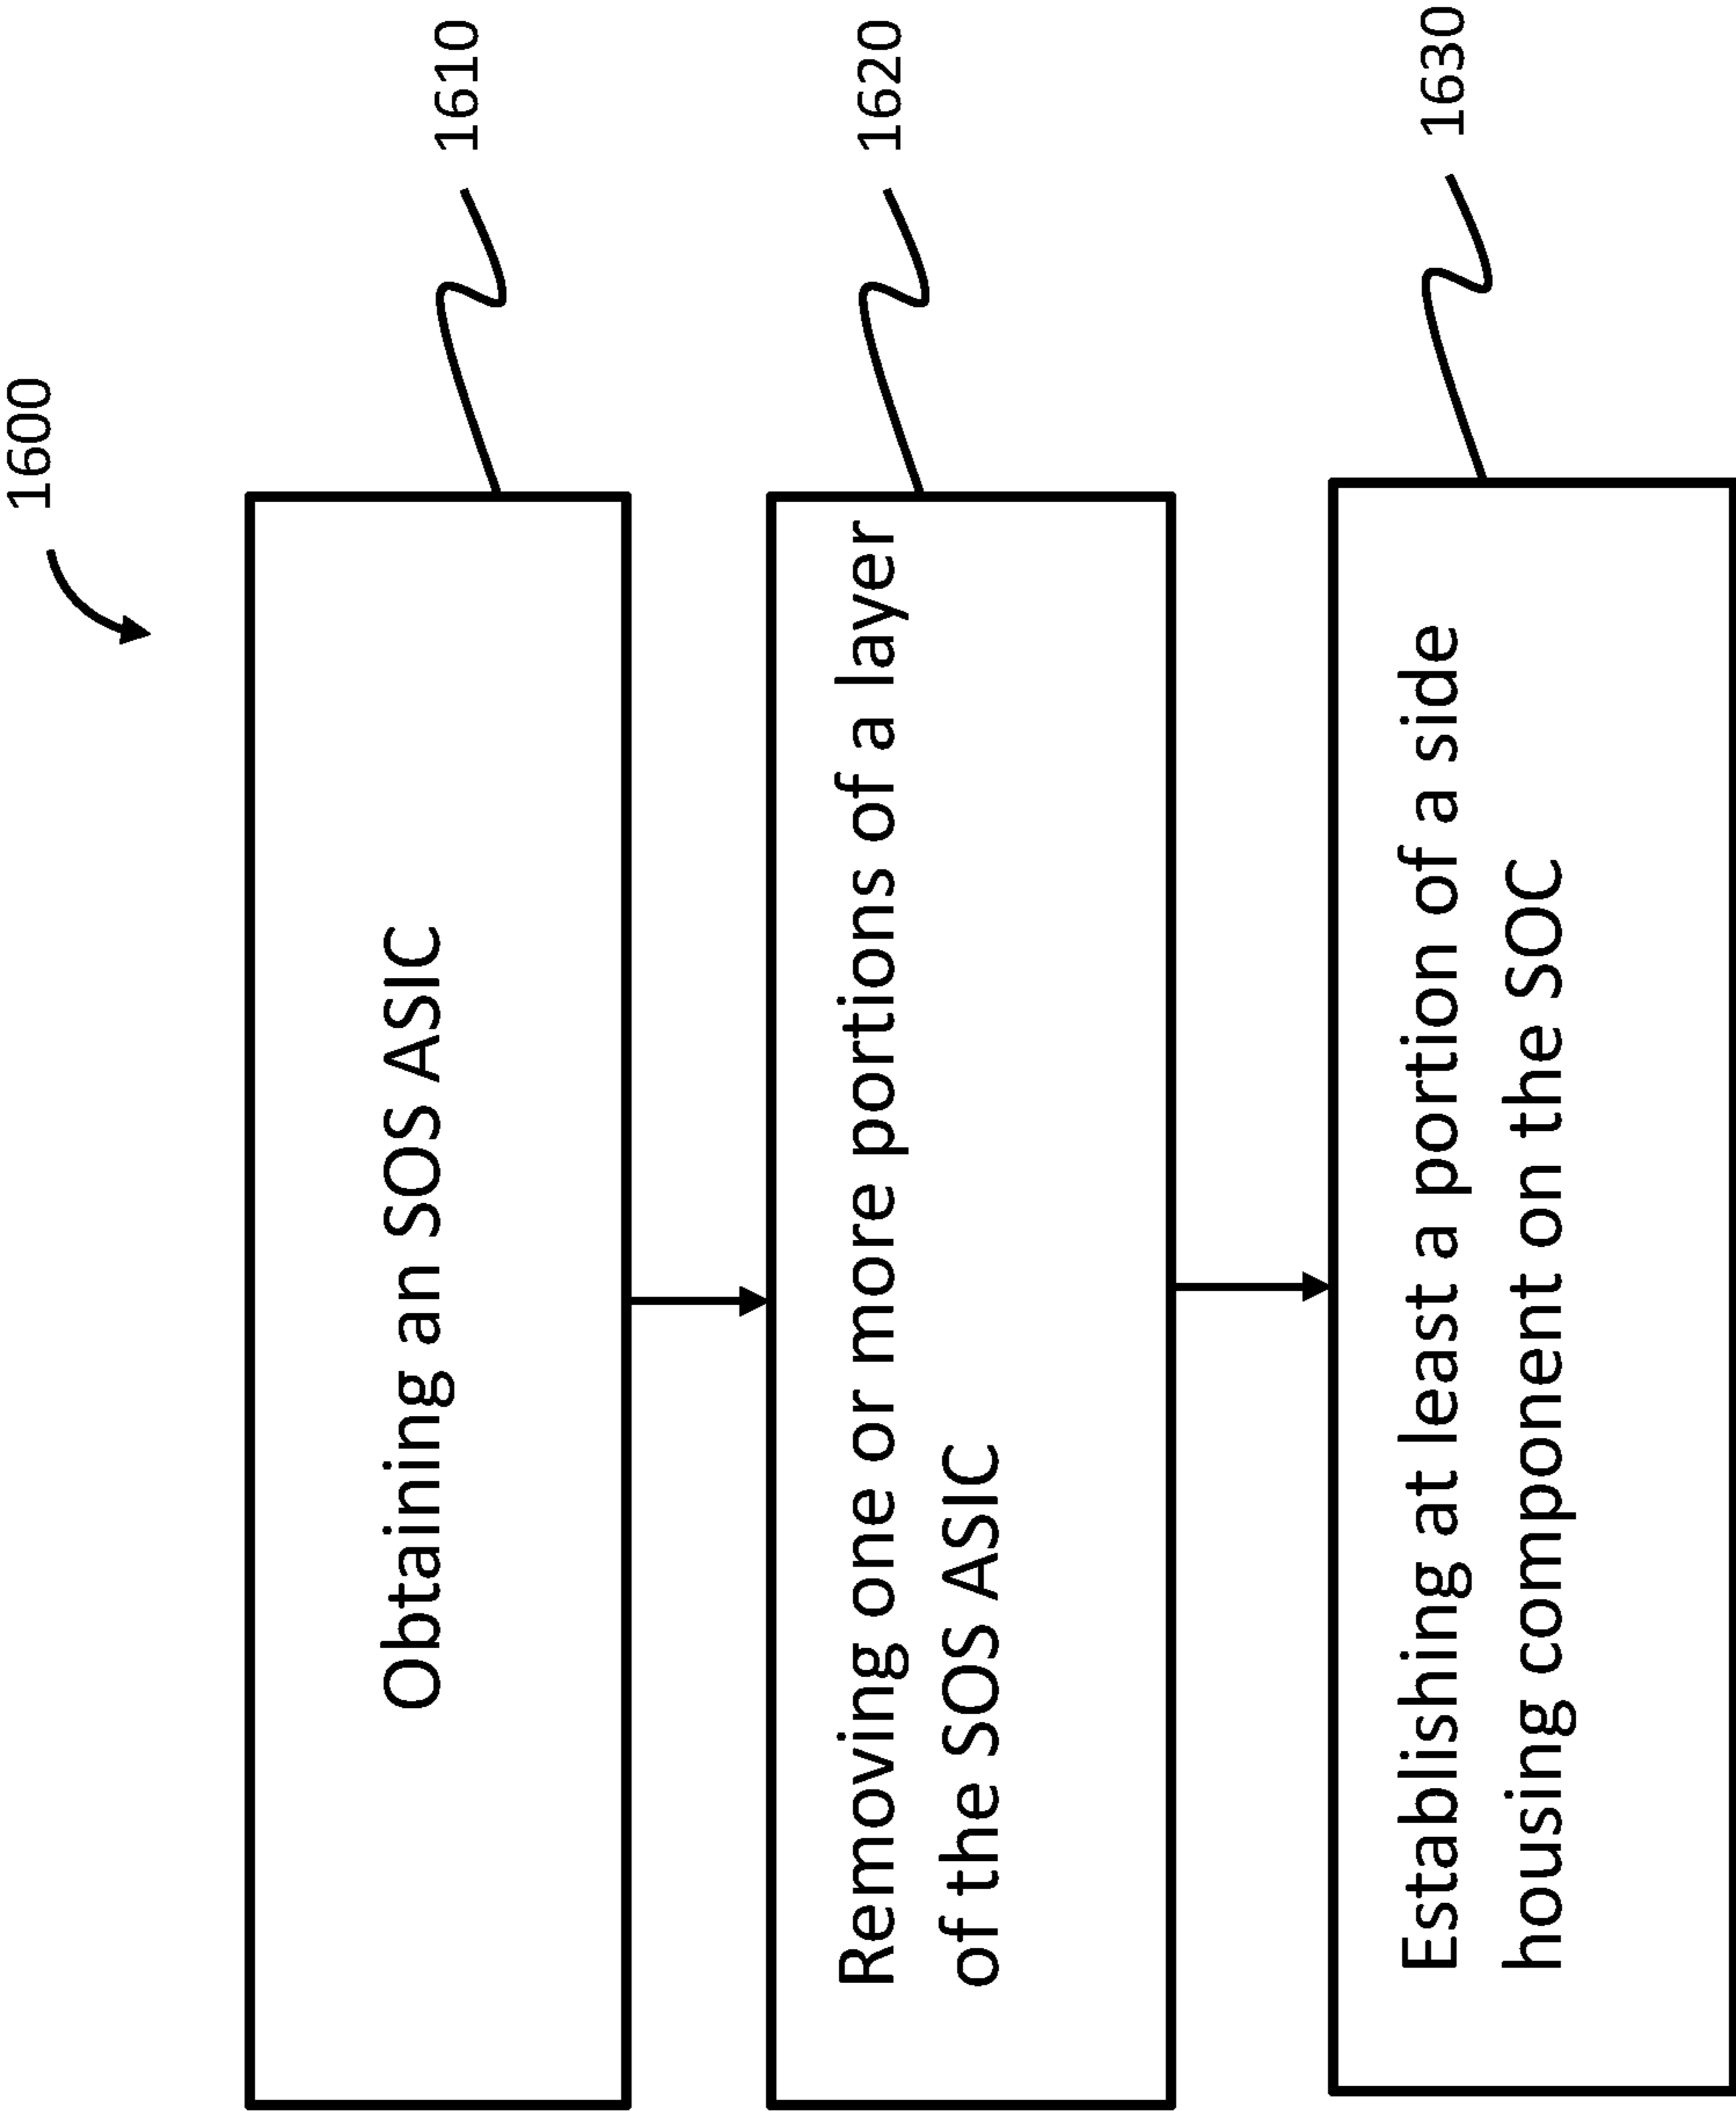 1600
Obtaining an SOS ASIC
1610
Removing one or more portions of a layer
of the SOS ASIC
1620
Establishing at least a portion of a side
housing component on the SOC
1630